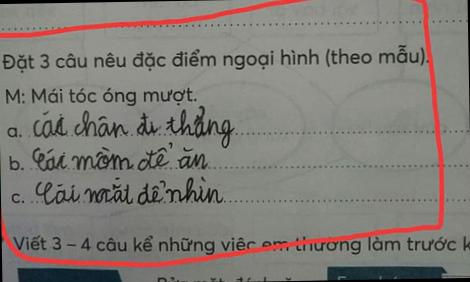 Đặt 3 câu nêu đặc điểm ngoại hình (theo mẫu).
M: Mái tóc óng mượt.
a. cái chân đi thẳng
b. Cái mồm để ăn
c. Cái mắt để nhìn
Viết 3 – 4 câu kể những việc em thường làm trước k